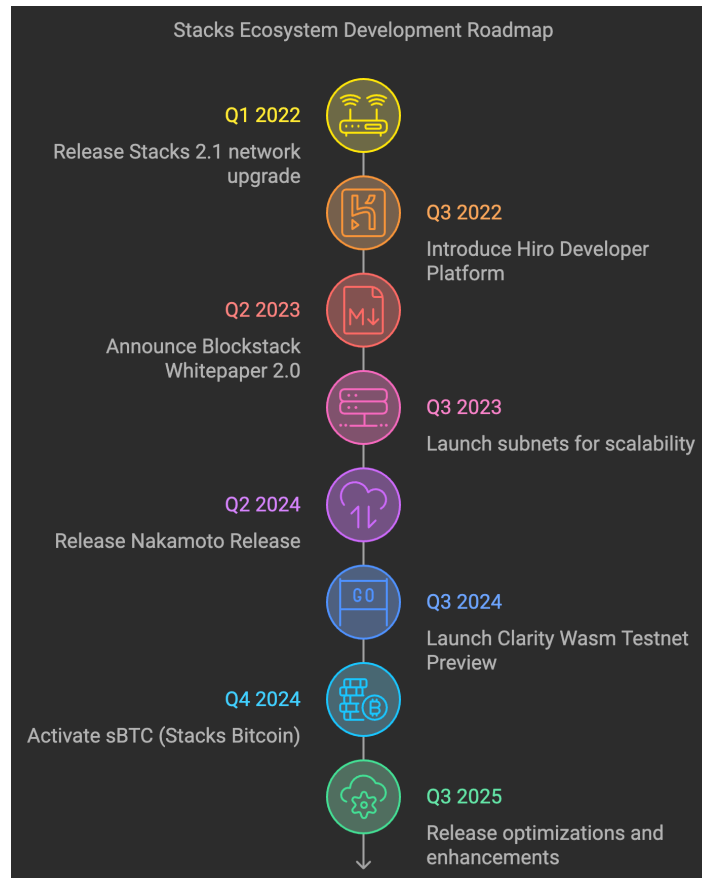 Stacks Ecosystem Development Roadmap
Q1 2022
Release Stacks 2.1 network
upgrade
Q3 2022
Introduce Hiro Developer
Platform
Q2 2023
Announce Blockstack
Whitepaper 2.0
M
Q3 2023
Launch subnets for scalability
Q2 2024
Release Nakamoto Release
GO
Q3 2024
Launch Clarity Wasm Testnet
Preview
Q4 2024
Activate sBTC (Stacks Bitcoin)
Q3 2025
Release optimizations and
enhancements